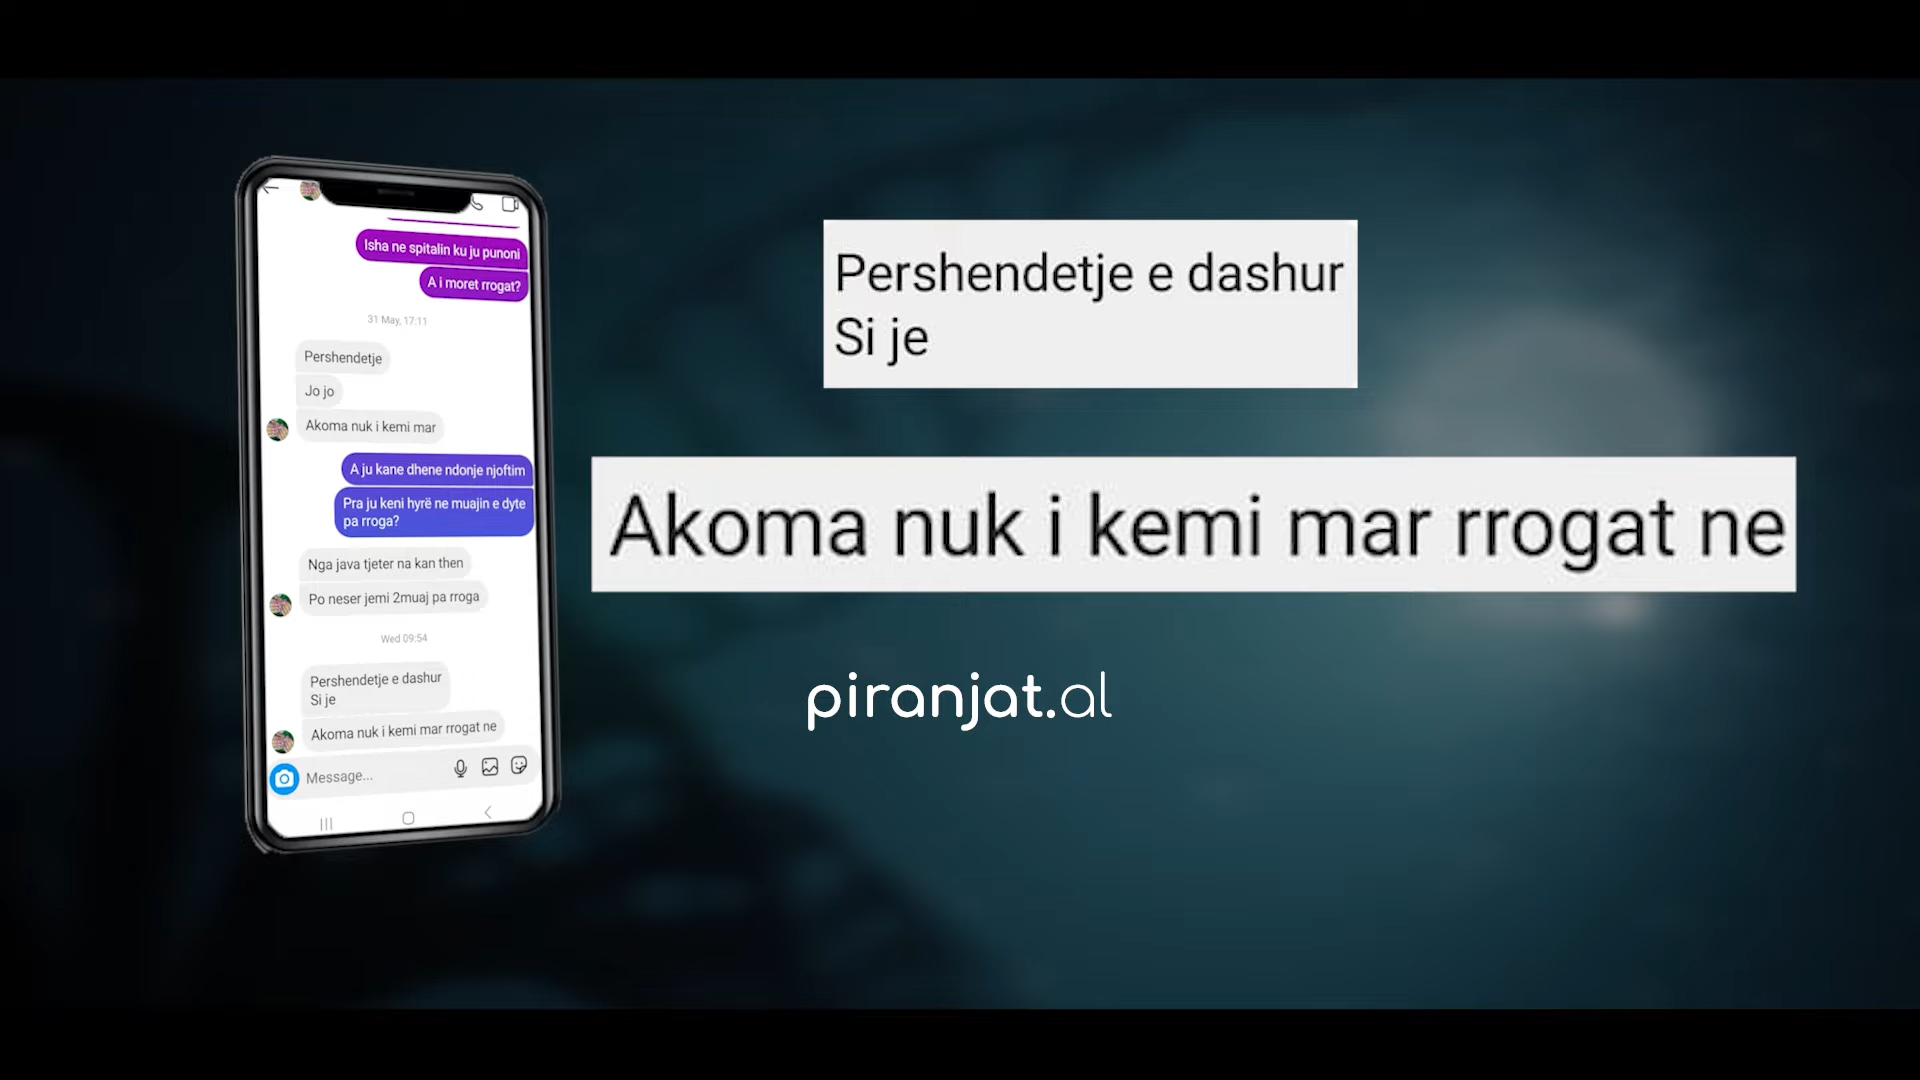 Isha ne spitalin ku ju punoni
A i moret rrogat?
31 May, 17:11
Pershendetje
Jo jo
Akoma nuk i kemi mar
A ju kane dhene ndonje njoftim
Pra ju keni hyrë ne muajin e dyte
pa rroga?
Nga java tjeter na kan then
Po neser jemi 2muaj pa rroga
Wed 09:54
Pershendetje e dashur
Si je
Akoma nuk i kemi mar rrogat ne
Message...
Pershendetje e dashur
Si je
Akoma nuk i kemi mar rrogat ne
piranjat.al